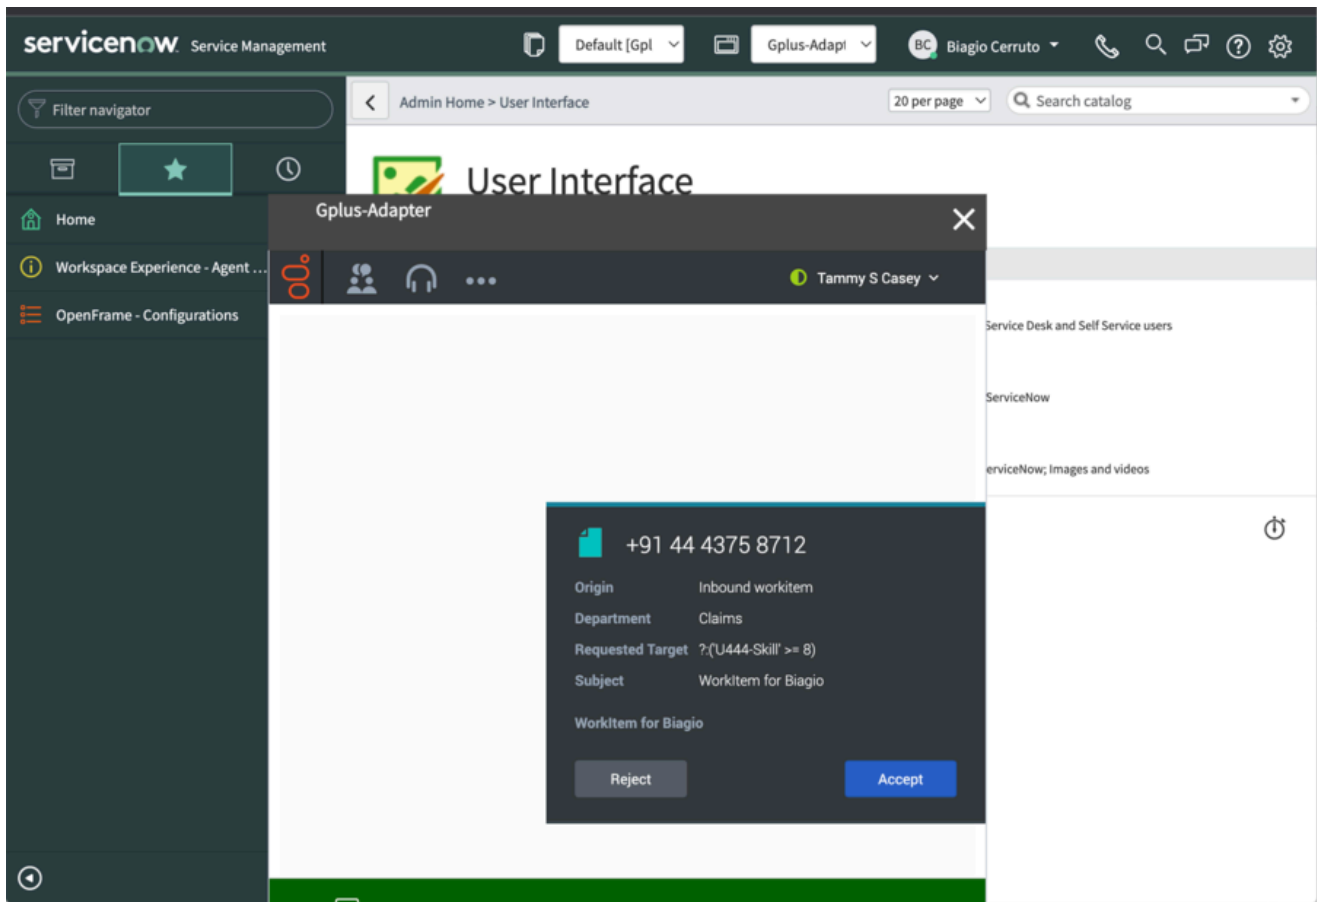 servicenow. Service Management
Default [Gpl
Gplus-Adapt
BC Biagio Cerruto
Filter navigator
Admin Home > User Interface
20 per page
Search catalog
User Interface
Home
Workspace Experience - Agent ...
OpenFrame - Configurations
Gplus-Adapter
Tammy S Casey
Service Desk and Self Service users
ServiceNow
erviceNow; Images and videos
+91 44 4375 8712
Origin Inbound workitem
Department Claims
Requested Target ?:('U444-Skill' >= 8)
Subject WorkItem for Biagio
WorkItem for Biagio
Reject
Accept